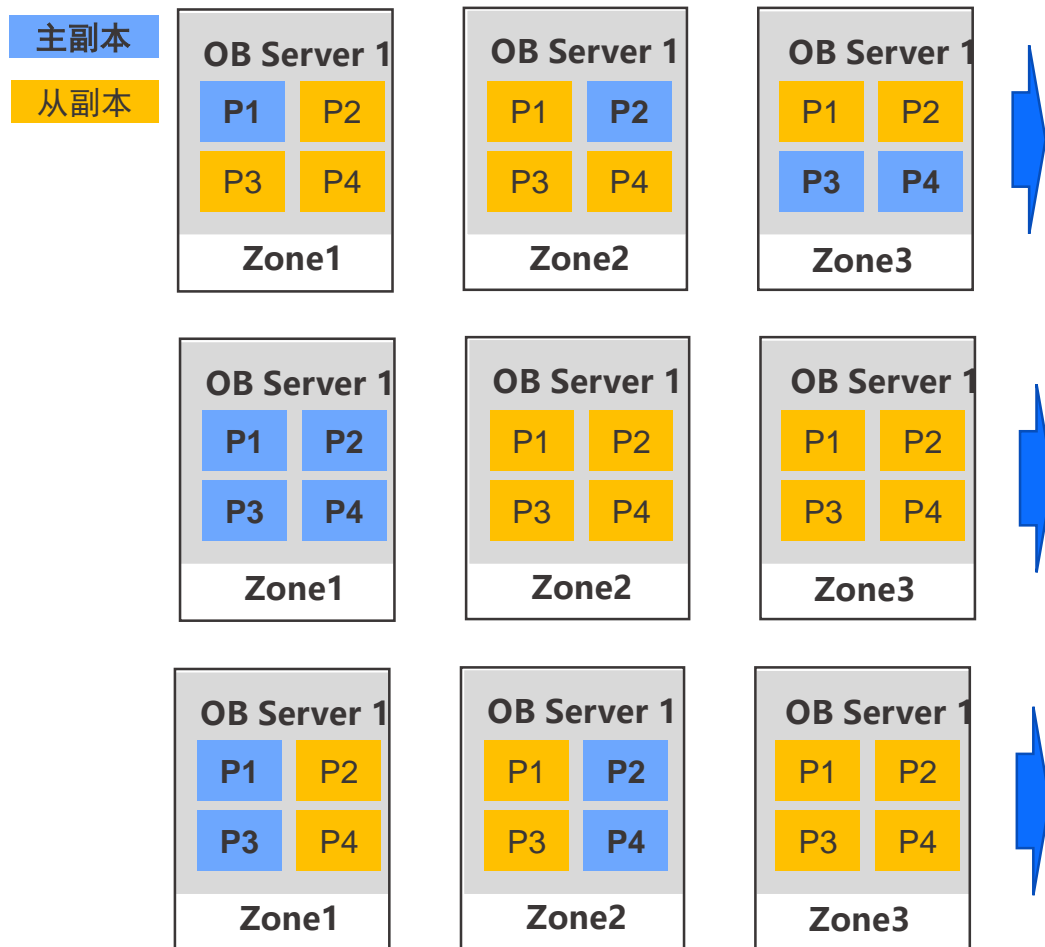 主副本
从副本
OB Server 1
P1 P2
P3 P4
Zone1
OB Server 1
P1 P2
P3 P4
Zone2
OB Server 1
P1 P2
P3 P4
Zone3
OB Server 1
P1 P2
P3 P4
Zone1
OB Server 1
P1 P2
P3 P4
Zone2
OB Server 1
P1 P2
P3 P4
Zone3
OB Server 1
P1 P2
P3 P4
Zone1
OB Server 1
P1 P2
P3 P4
Zone2
OB Server 1
P1 P2
P3 P4
Zone3